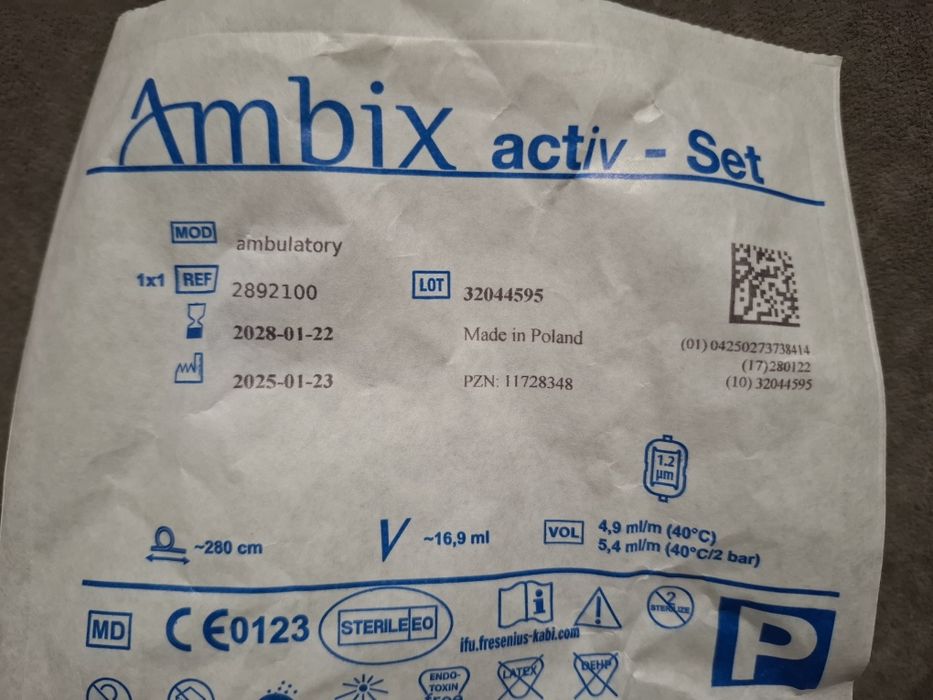 Ambix activ - Set
MOD ambulatory
1x1 REF 2892100
LOT 32044595
2028-01-22
Made in Poland
2025-01-23
PZN: 11728348
(01) 04250273738414
(17)280122
(10) 32044595
1.2
µm
~280 cm
V ~16,9 ml
VOL 4,9 ml/m (40°C)
5,4 ml/m (40°C/2 bar)
MD CE0123 STERILE EO
i
ifu.fresenius-kabi.com
2
STERILIZE
P
ENDO-
TOXIN
free
LATEX
DEHP